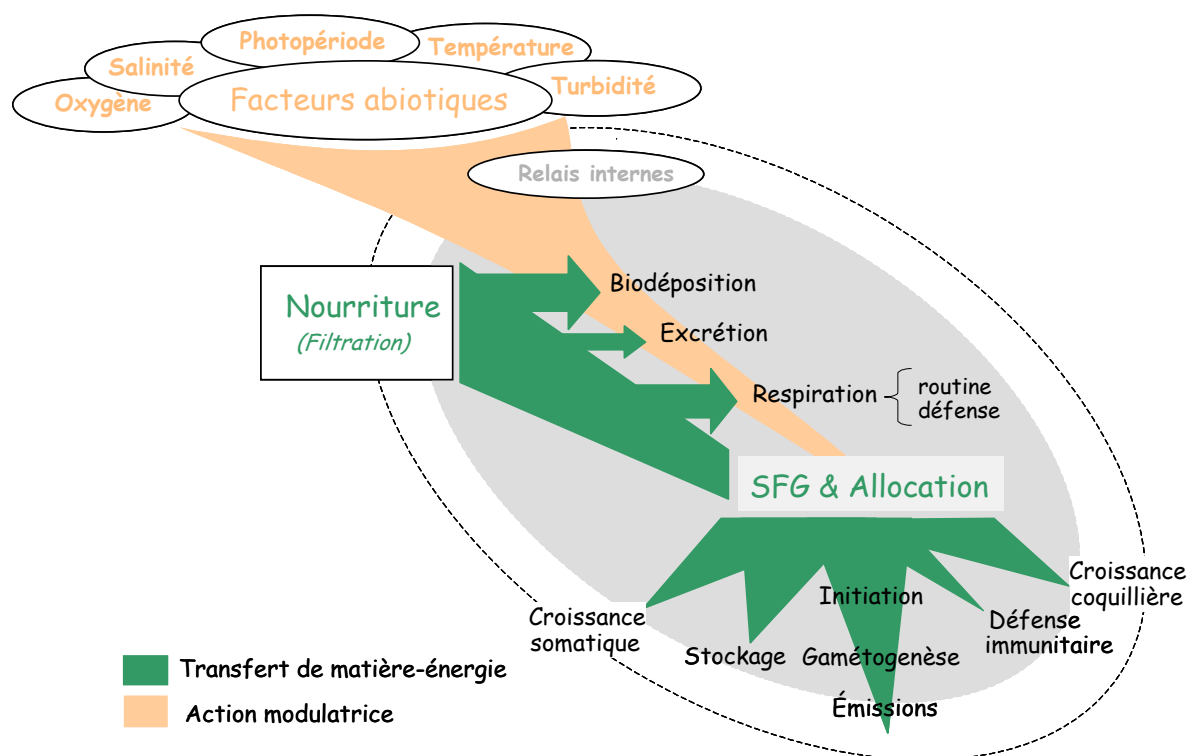 Photopériode
Température
Salinité
Turbidité
Oxygène
Facteurs abiotiques
Relais internes
Nourriture
(Filtration)
Biodéposition
Excrétion
Respiration
routine
défense
SFG & Allocation
Croissance
coquillière
Initiation
Croissance
somatique
Défense
immunitaire
Stockage
Gamétogenèse
Émissions
Transfert de matière-énergie
Action modulatrice